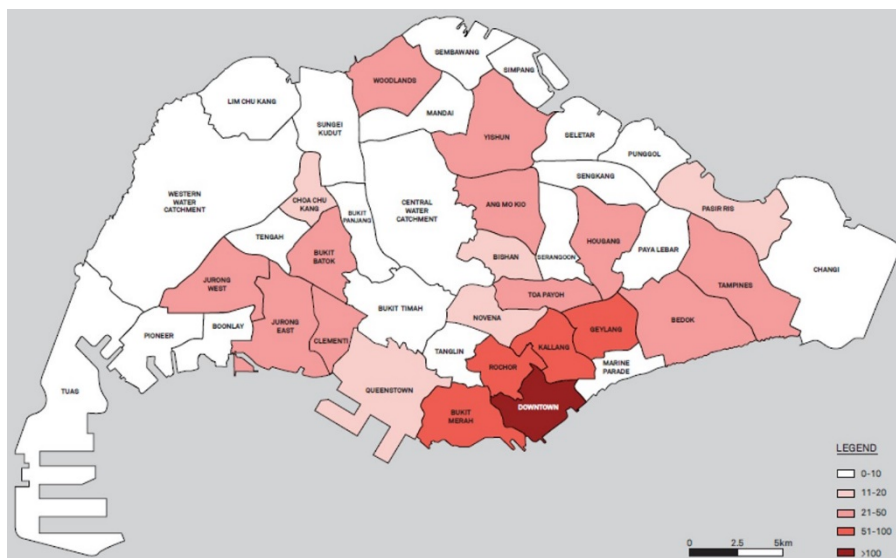 SEMBAWANG
SIMPANG
WOODLANDS
LIM CHU KANG
MANDAI
SUNGEI
KUDUT
YISHUN
SELETAR
PUNGGOL
SENGKANG
WESTERN
WATER
CATCHMENT
CHOA CHU
KANG
BUKIT
PANJANG
CENTRAL
WATER
CATCHMENT
ANG MO KIO
PASIR RIS
HOUGANG
TENGAH
BUKIT
BATOK
BISHAN
SERANGOON
PAYA LEBAR
CHANGI
JURONG
WEST
TAMPINES
TOA PAYOH
BUKIT TIMAH
NOVENA
BEDOK
PIONEER
BOONLAY
JURONG
EAST
CLEMENTI
GEYLANG
KALLANG
TANGLIN
ROCHOR
MARINE
PARADE
TUAS
QUEENSTOWN
DOWNTOWN
BUKIT
MERAH
LEGEND
0-10
11-20
21-50
51-100
>100
0 2.5 5km